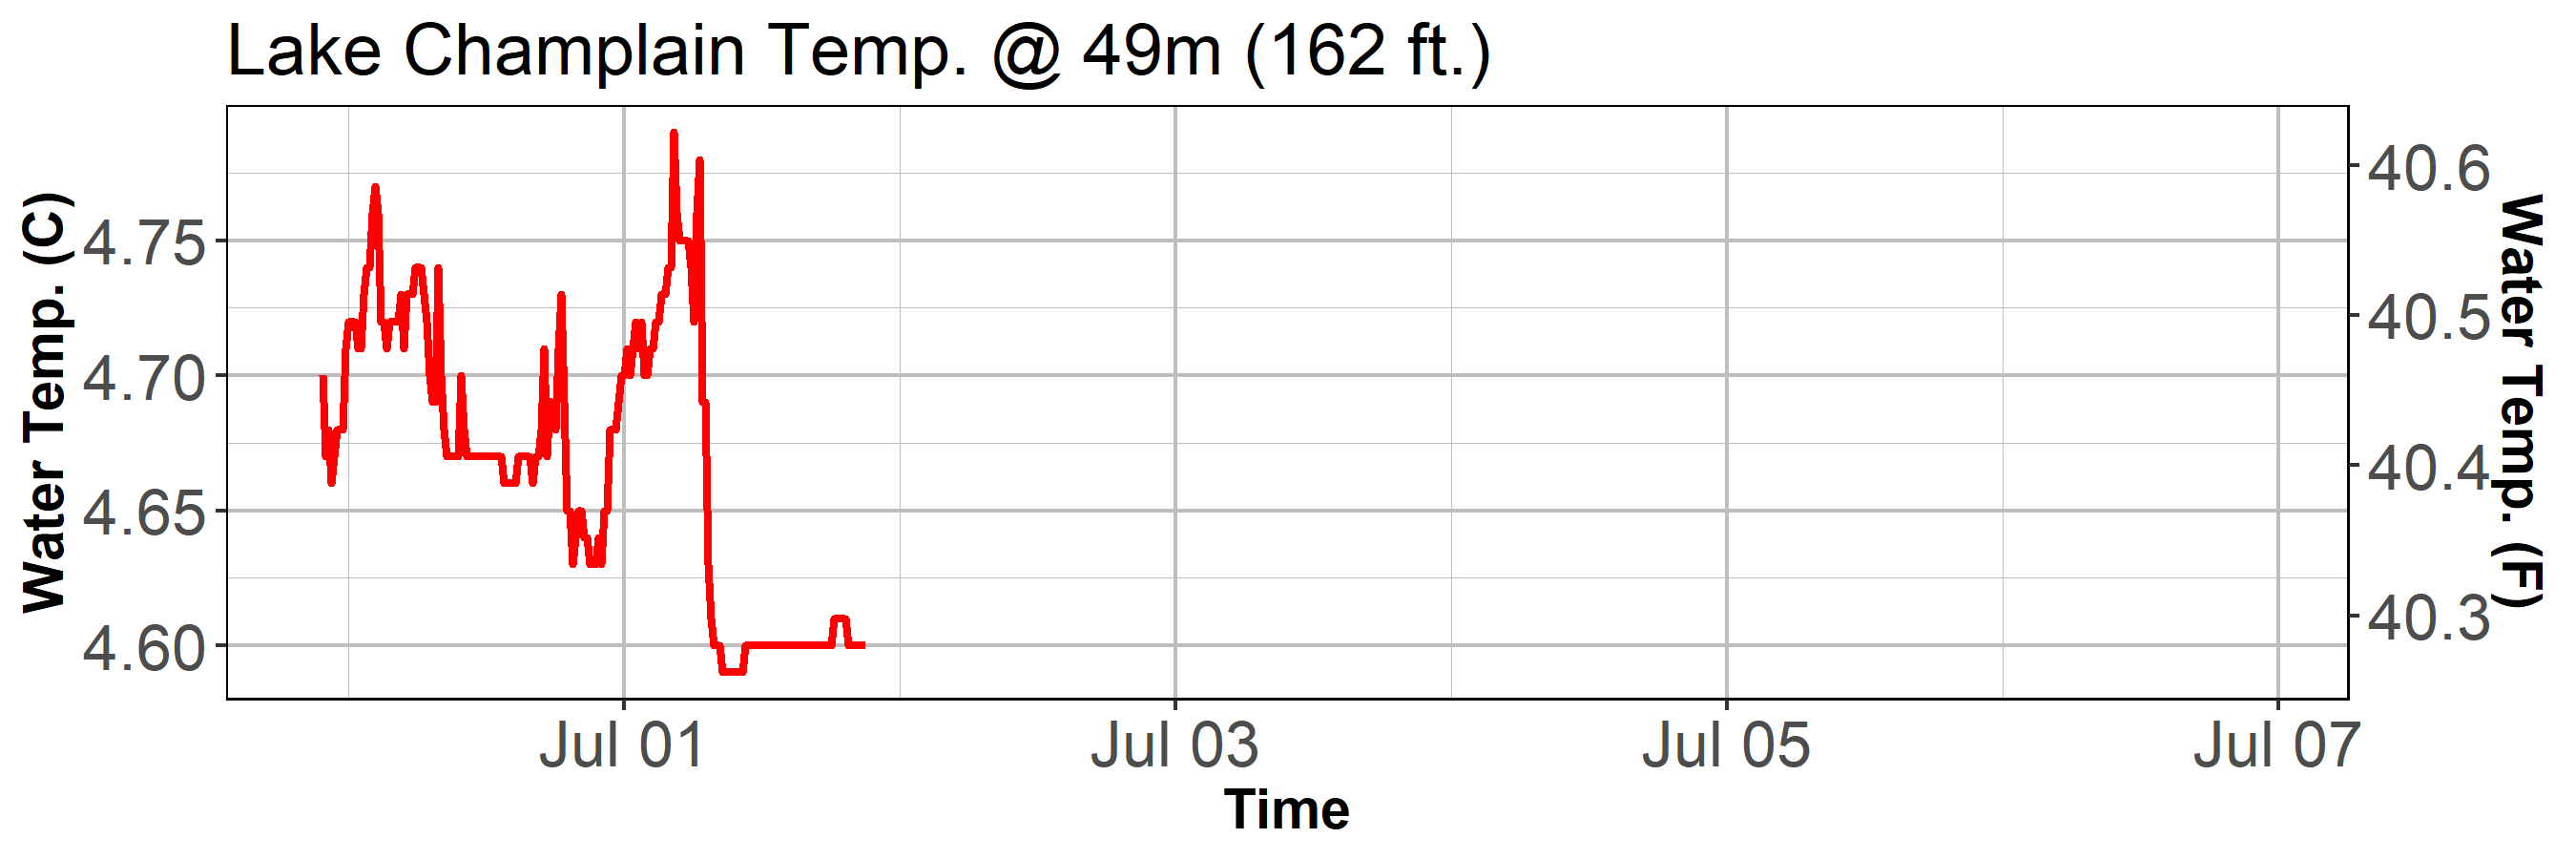 Lake Champlain Temp. @ 49m (162 ft.)
Water Temp. (C)
4.75
4.70
4.65
4.60
40.6
40.5
40.4
40.3
Water Temp. (F)
Jul 01 Jul 03 Jul 05 Jul 07
Time